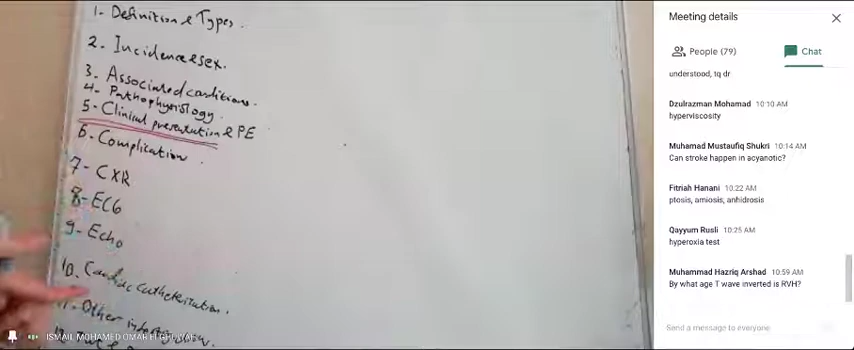 1- Definition & Types.
2- Incidence & sex.
3- Associated conditions.
4- Pathophysiology.
5- Clinical presentation & PE
6- Complication.
7- CXR
8- ECG
9- Echo
10. Cardiac catheterization.
11. Other
ISMAIL MOHAMED OMAR
Meeting details
People (79)
Chat
understood, tq dr
Dzulrazman Mohamad 10:10 AM
hyperviscosity
Muhamad Mustaufiq Shukri 10:14 AM
Can stroke happen in acyanotic?
Fitriah Hanani 10:22 AM
ptosis, amiosis, anhidrosis
Qayyum Rusli 10:25 AM
hyperoxia test
Muhammad Hazriq Arshad 10:59 AM
By what age T wave inverted is RVH?
Send a message to everyone